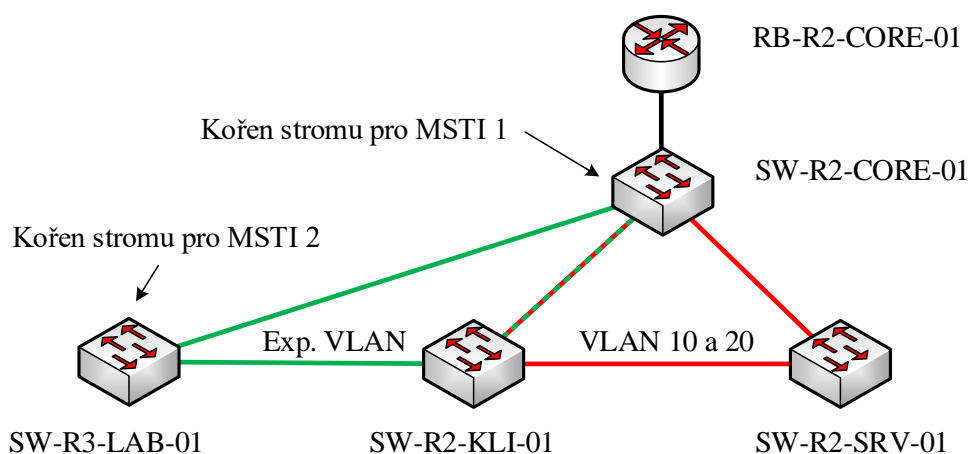 RB-R2-CORE-01
Kořen stromu pro MSTI 1
SW-R2-CORE-01
Kořen stromu pro MSTI 2
Exp. VLAN
VLAN 10 a 20
SW-R3-LAB-01
SW-R2-KLI-01
SW-R2-SRV-01